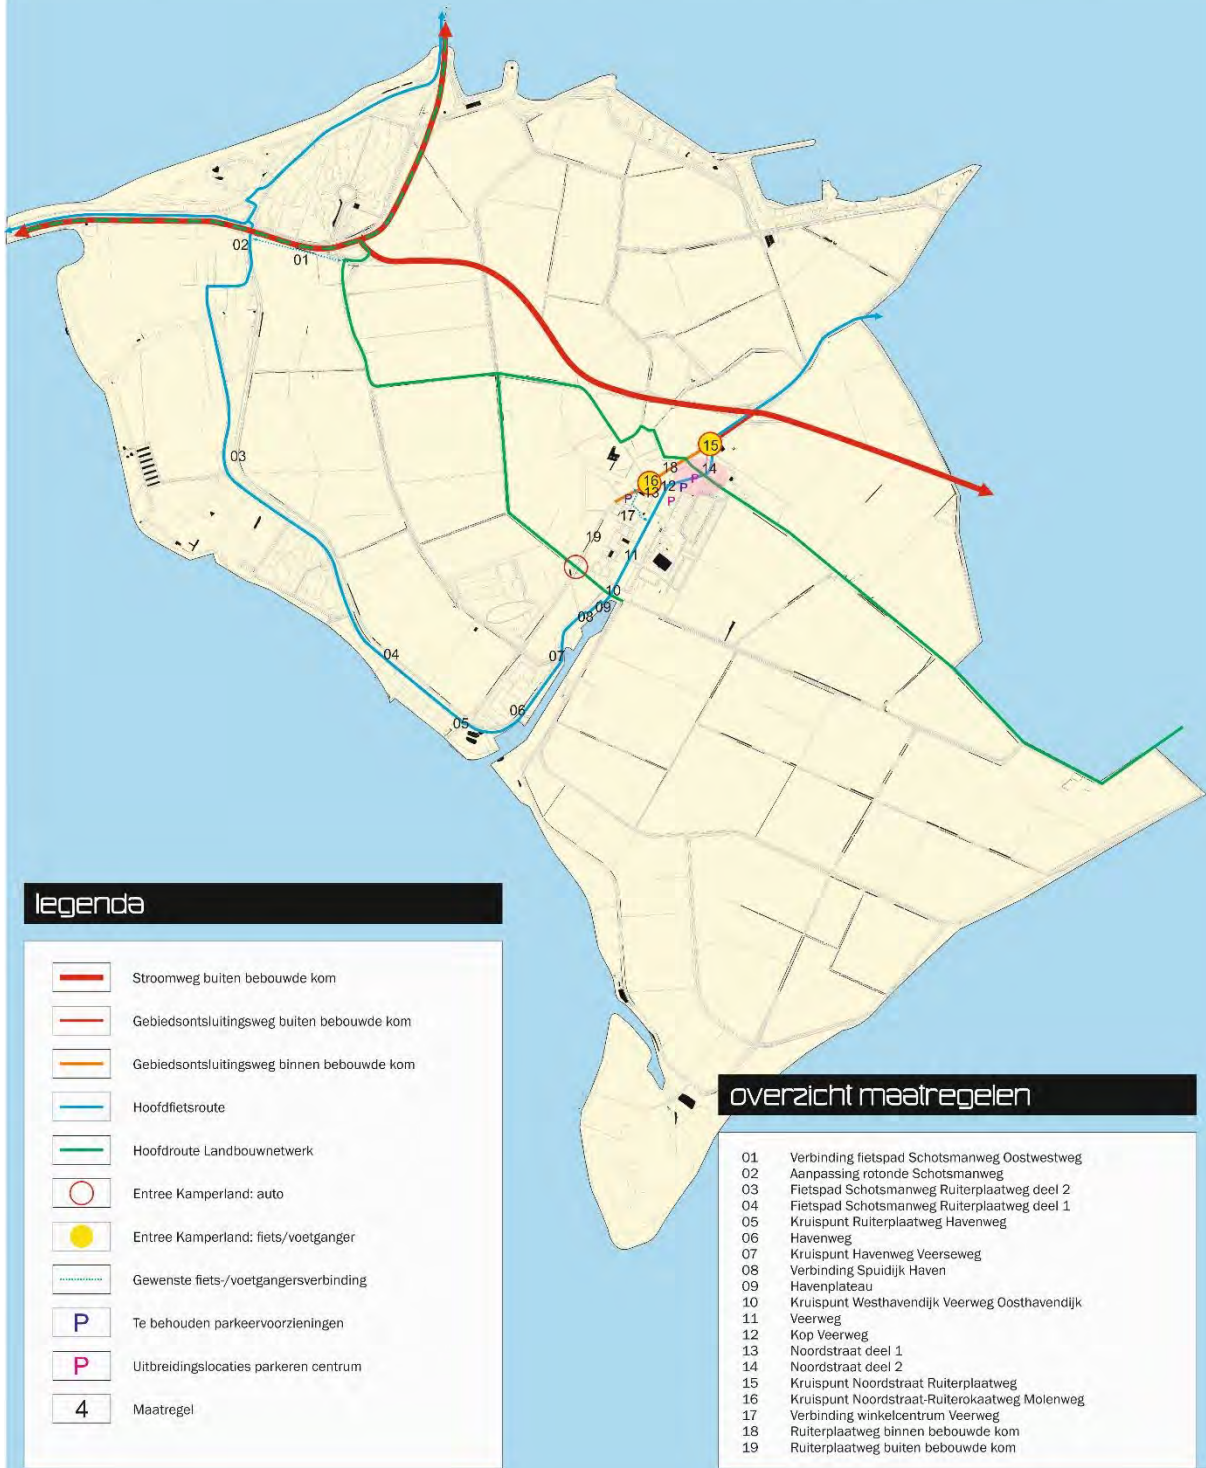 02
01
03
15
18
14
16
12
13
P
P
P
P
17
19
11
10
09
08
07
04
06
05
legenda
Stroomweg buiten bebouwde kom
Gebiedsontsluitingsweg buiten bebouwde kom
Gebiedsontsluitingsweg binnen bebouwde kom
Hoofdfietsroute
Hoofdroute Landbouwnetwerk
Entree Kamperland: auto
Entree Kamperland: fiets/voetganger
Gewenste fiets-/voetgangersverbinding
P Te behouden parkeervoorzieningen
P Uitbreidingslocaties parkeren centrum
4 Maatregel
overzicht maatregelen
01 Verbinding fietspad Schotsmanweg Oostwestweg
02 Aanpassing rotonde Schotsmanweg
03 Fietspad Schotsmanweg Ruiterplaatweg deel 2
04 Fietspad Schotsmanweg Ruiterplaatweg deel 1
05 Kruispunt Ruiterplaatweg Havenweg
06 Havenweg
07 Kruispunt Havenweg Veerseweg
08 Verbinding Spuidijk Haven
09 Havenplateau
10 Kruispunt Westhavendijk Veerweg Oosthavendijk
11 Veerweg
12 Kop Veerweg
13 Noordstraat deel 1
14 Noordstraat deel 2
15 Kruispunt Noordstraat Ruiterplaatweg
16 Kruispunt Noordstraat-Ruiterokaatweg Molenweg
17 Verbinding winkelcentrum Veerweg
18 Ruiterplaatweg binnen bebouwde kom
19 Ruiterplaatweg buiten bebouwde kom